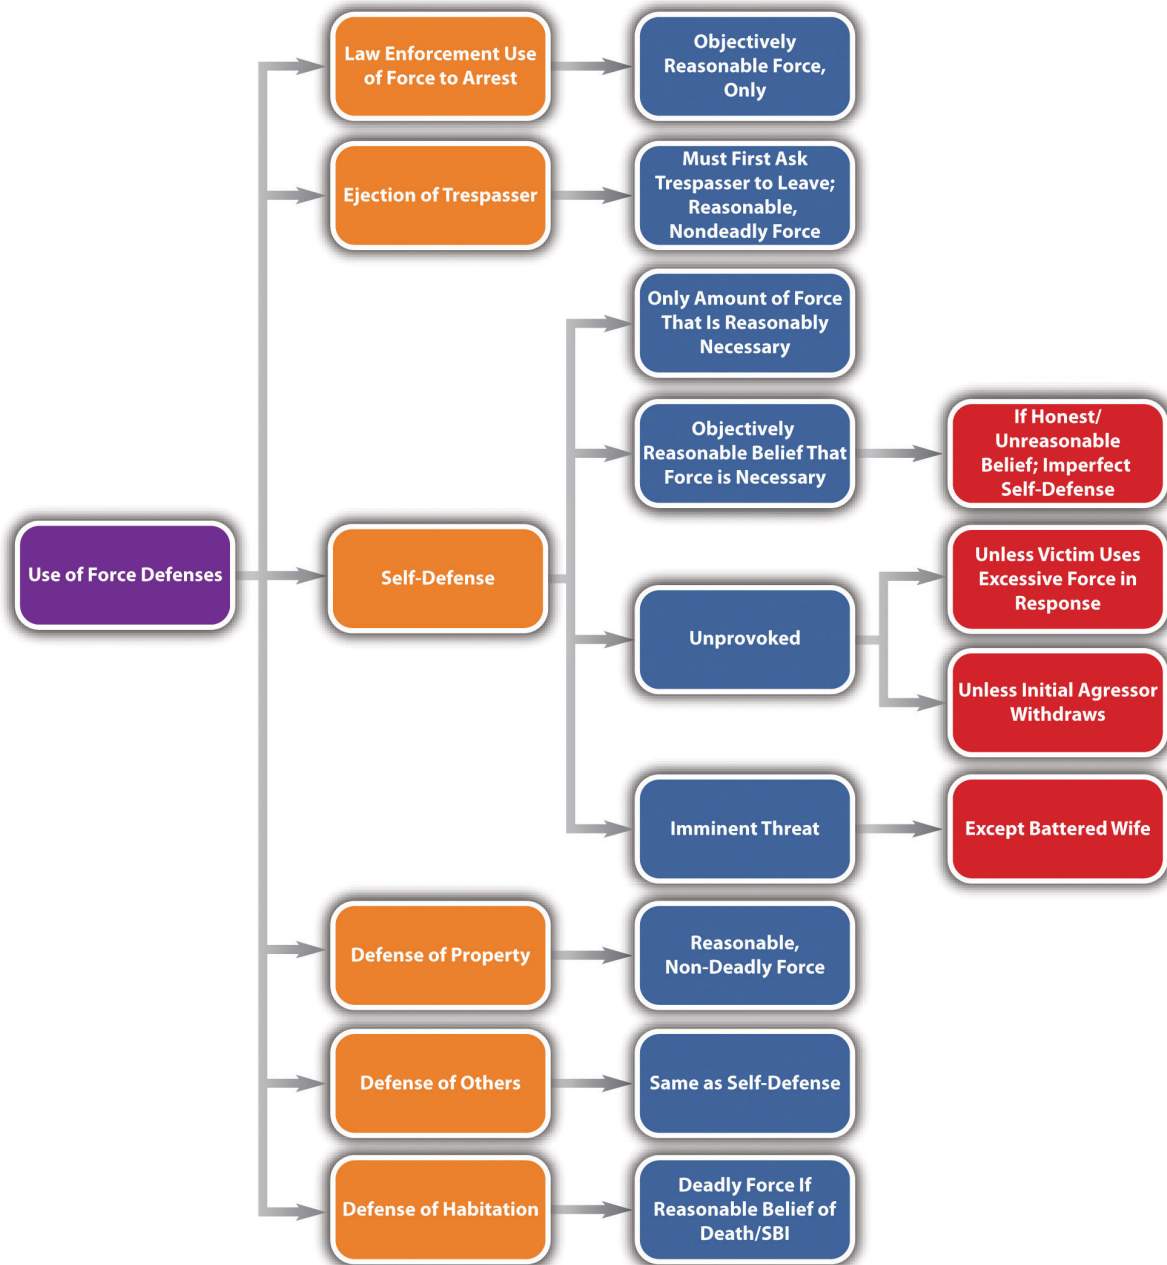 Law Enforcement Use
of Force to Arrest
Objectively
Reasonable Force,
Only
Ejection of Trespasser
Must First Ask
Trespasser to Leave;
Reasonable,
Nondeadly Force
Only Amount of Force
That Is Reasonably
Necessary
Objectively
Reasonable Belief That
Force is Necessary
If Honest/
Unreasonable
Belief; Imperfect
Self-Defense
Use of Force Defenses
Self-Defense
Unprovoked
Unless Victim Uses
Excessive Force in
Response
Unless Initial Agressor
Withdraws
Imminent Threat
Except Battered Wife
Defense of Property
Reasonable,
Non-Deadly Force
Defense of Others
Same as Self-Defense
Defense of Habitation
Deadly Force If
Reasonable Belief of
Death/SBI